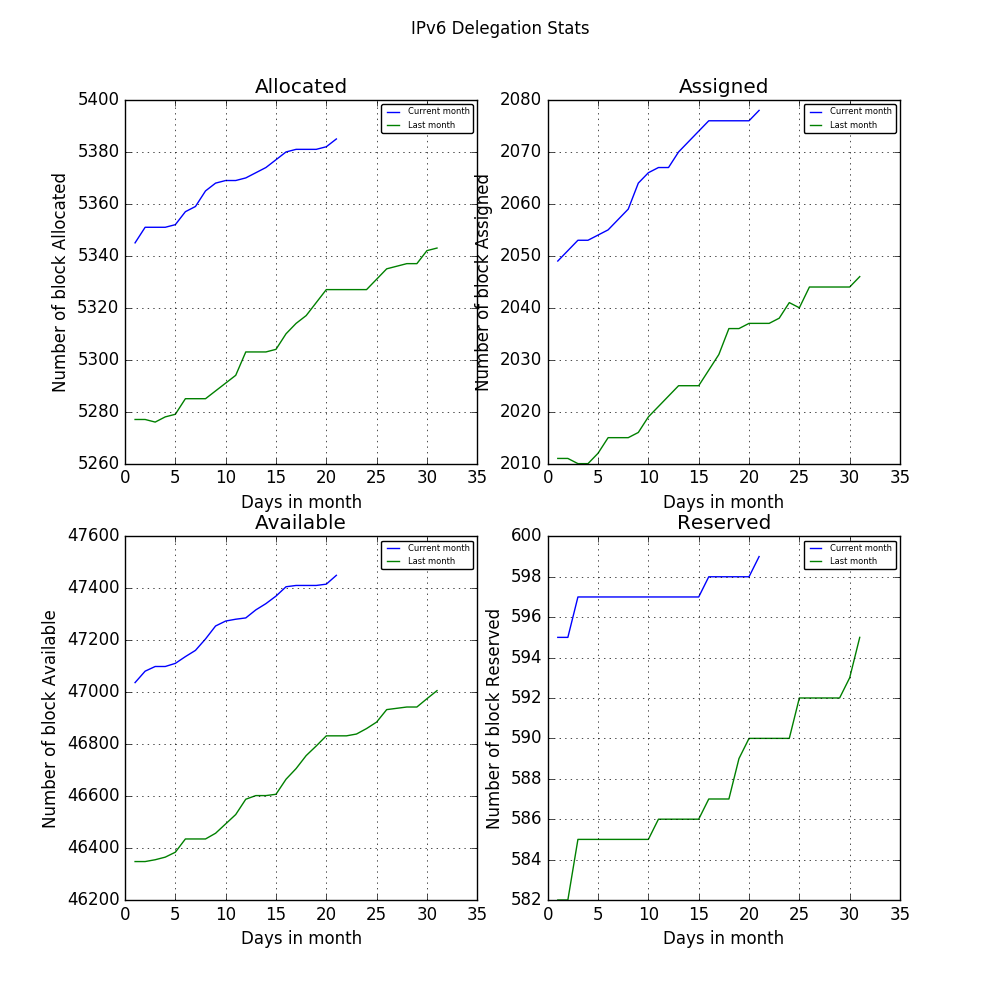 IPv6 Delegation Stats
Allocated
Number of block Allocated
5400
5380
5360
5340
5320
5300
5280
5260
Current month
Last month
0 5 10 15 20 25 30 35
Days in month
Assigned
Number of block Assigned
2080
2070
2060
2050
2040
2030
2020
2010
Current month
Last month
0 5 10 15 20 25 30 35
Days in month
Available
Number of block Available
47600
47400
47200
47000
46800
46600
46400
46200
Current month
Last month
0 5 10 15 20 25 30 35
Days in month
Reserved
Number of block Reserved
600
598
596
594
592
590
588
586
584
582
Current month
Last month
0 5 10 15 20 25 30 35
Days in month